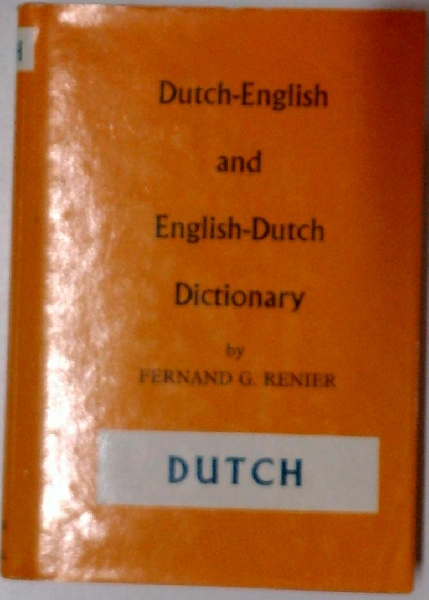 Dutch-English
and
English-Dutch
Dictionary
by
FERNAND G. RENIER
DUTCH
H